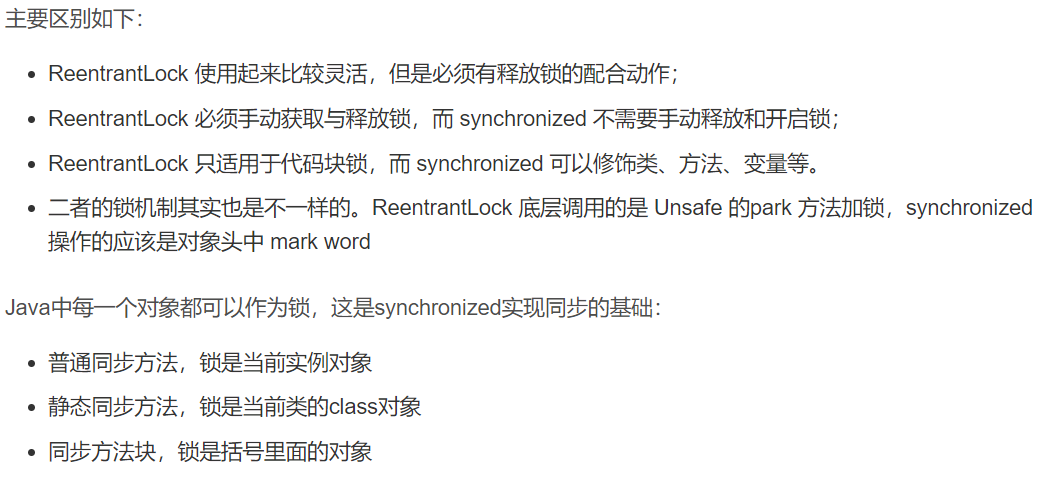 主要区别如下：
ReentrantLock 使用起来比较灵活，但是必须有释放锁的配合动作；
ReentrantLock 必须手动获取与释放锁，而 synchronized 不需要手动释放和开启锁；
ReentrantLock 只适用于代码块锁，而 synchronized 可以修饰类、方法、变量等。
二者的锁机制其实也是不一样的。ReentrantLock 底层调用的是 Unsafe 的park 方法加锁，synchronized
操作的应该是对象头中 mark word
Java中每一个对象都可以作为锁，这是synchronized实现同步的基础：
普通同步方法，锁是当前实例对象
静态同步方法，锁是当前类的class对象
同步方法块，锁是括号里面的对象